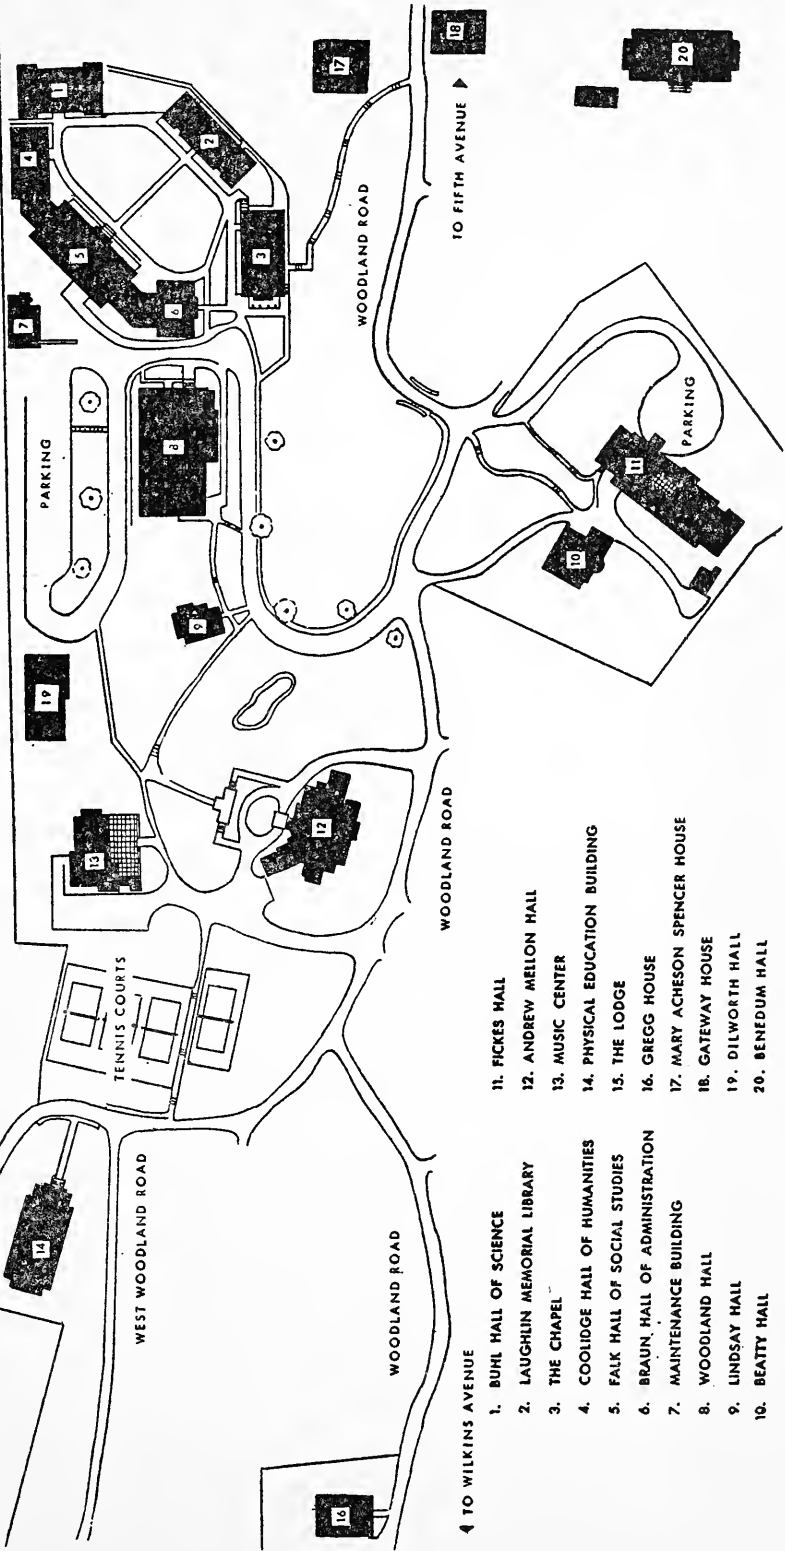 TO WILKINS AVENUE
WOODLAND ROAD
WEST WOODLAND ROAD
TENNIS COURTS
WOODLAND ROAD
PARKING
WOODLAND ROAD
TO FIFTH AVENUE
PARKING
14
16
13
12
19
9
8
7
6
5
4
1
2
3
17
18
20
10
11
1. BUHL HALL OF SCIENCE
2. LAUGHLIN MEMORIAL LIBRARY
3. THE CHAPEL
4. COOLIDGE HALL OF HUMANITIES
5. FALK HALL OF SOCIAL STUDIES
6. BRAUN HALL OF ADMINISTRATION
7. MAINTENANCE BUILDING
8. WOODLAND HALL
9. LINDSAY HALL
10. BEATTY HALL
11. FICKES HALL
12. ANDREW MELLON HALL
13. MUSIC CENTER
14. PHYSICAL EDUCATION BUILDING
15. THE LODGE
16. GREGG HOUSE
17. MARY ACHESON SPENCER HOUSE
18. GATEWAY HOUSE
19. DILWORTH HALL
20. BENEDUM HALL